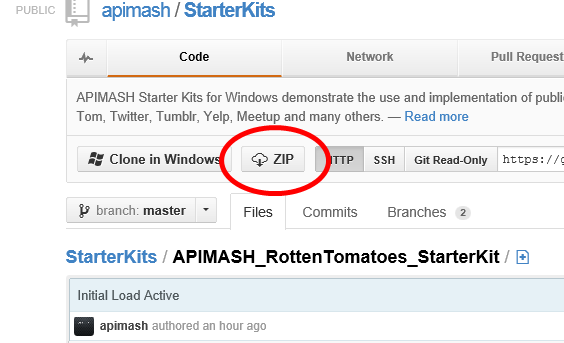 PUBLIC apimash / StarterKits
Code Network Pull Request
APIMASH Starter Kits for Windows demonstrate the use and implementation of publi
Tom, Twitter, Tumblr, Yelp, Meetup and many others. — Read more
Clone in Windows ZIP HTTP SSH Git Read-Only https://g
branch: master Files Commits Branches 2
StarterKits / APIMASH_RottenTomatoes_StarterKit /
Initial Load Active
apimash authored an hour ago